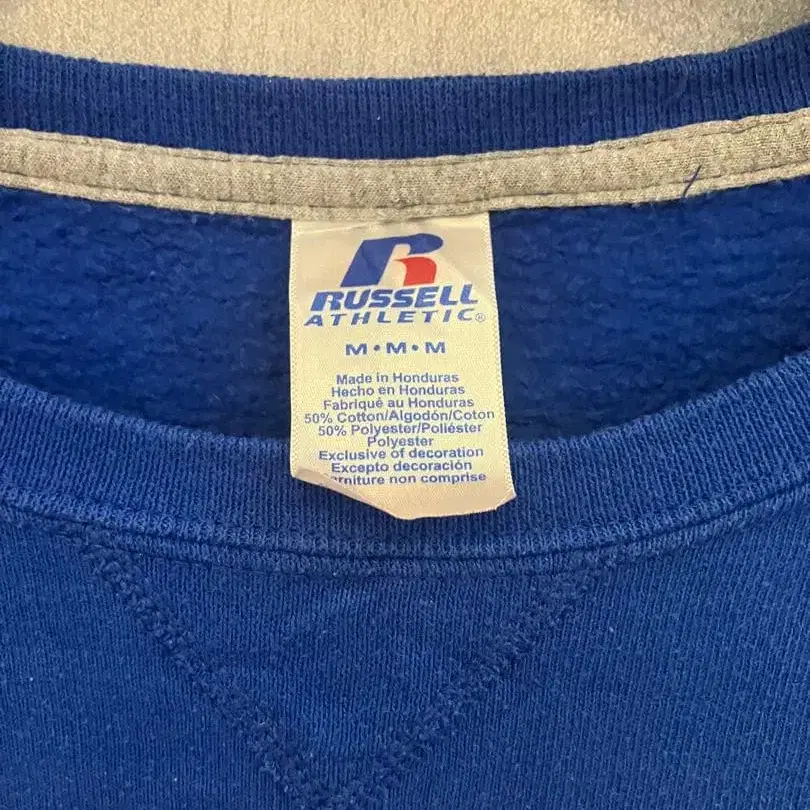 R
RUSSELL
ATHLETIC®
M•M•M
Made in Honduras
Hecho en Honduras
Fabriqué au Honduras
50% Cotton/Algodón/Coton
50% Polyester/Poliéster
Polyester
Exclusive of decoration
Excepto decoración
non comprise